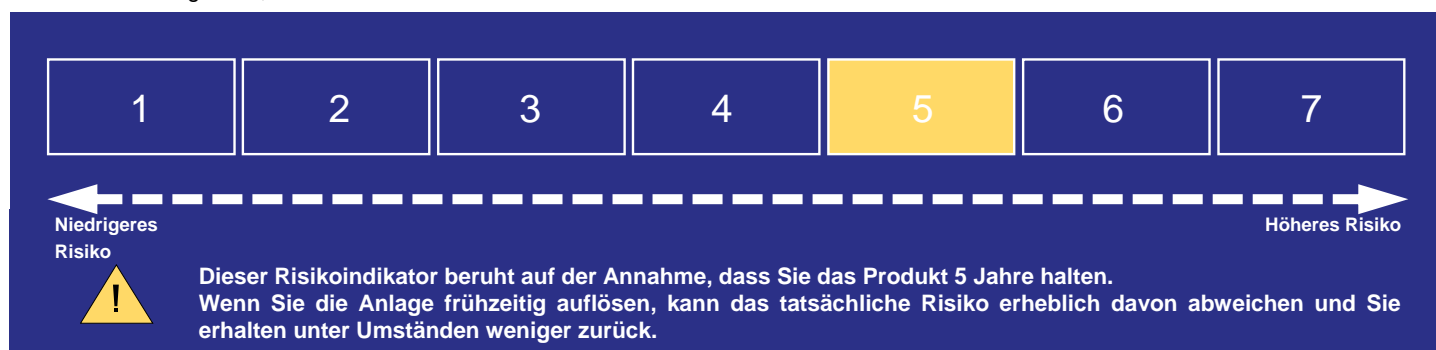 1 2 3 4 5 6 7
Niedrigeres
Risiko
Höheres Risiko
!
Dieser Risikoindikator beruht auf der Annahme, dass Sie das Produkt 5 Jahre halten.
Wenn Sie die Anlage frühzeitig auflösen, kann das tatsächliche Risiko erheblich davon abweichen und Sie
erhalten unter Umständen weniger zurück.